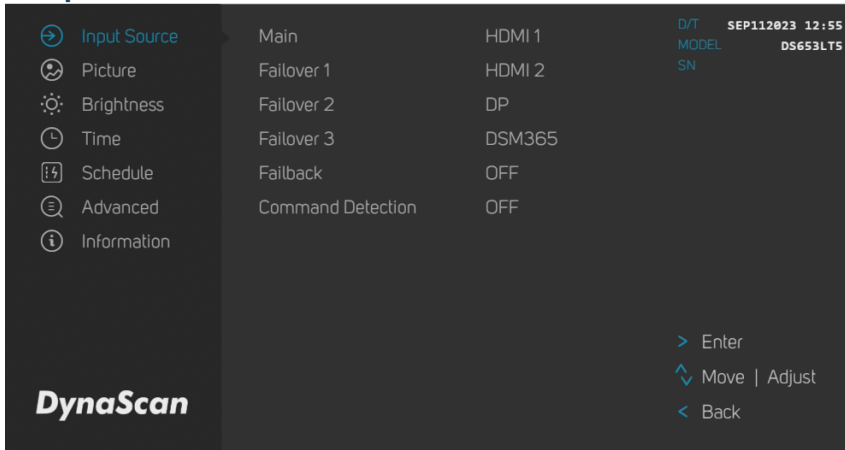 Input Source
Picture
Brightness
Time
Schedule
Advanced
Information
DynaScan
Main HDMI 1
Failover 1 HDMI 2
Failover 2 DP
Failover 3 DSM365
Failback OFF
Command Detection OFF
D/T SEP112023 12:55
MODEL DS653LT5
SN
> Enter
Move | Adjust
< Back